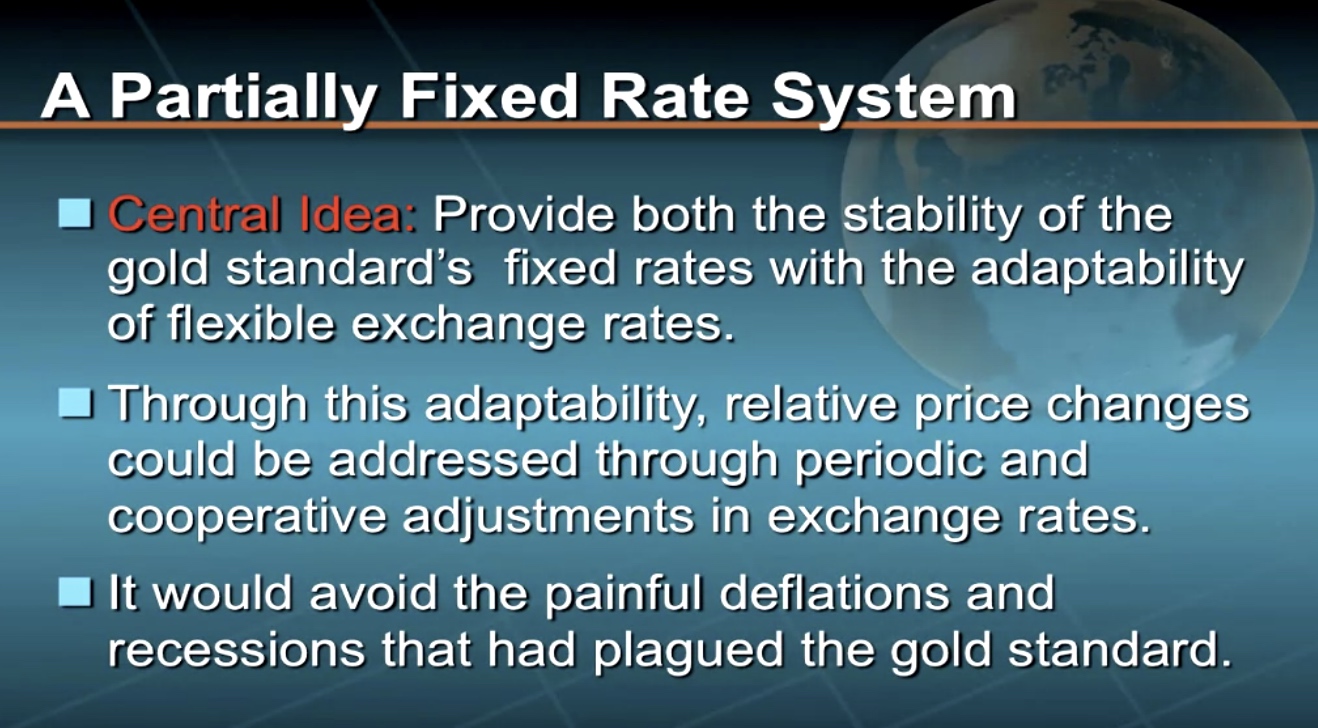 A Partially Fixed Rate System
Central Idea: Provide both the stability of the
gold standard’s  fixed rates with the adaptability
of flexible exchange rates.
Through this adaptability, relative price changes
could be addressed through periodic and
cooperative adjustments in exchange rates.
It would avoid the painful deflations and
recessions that had plagued the gold standard.